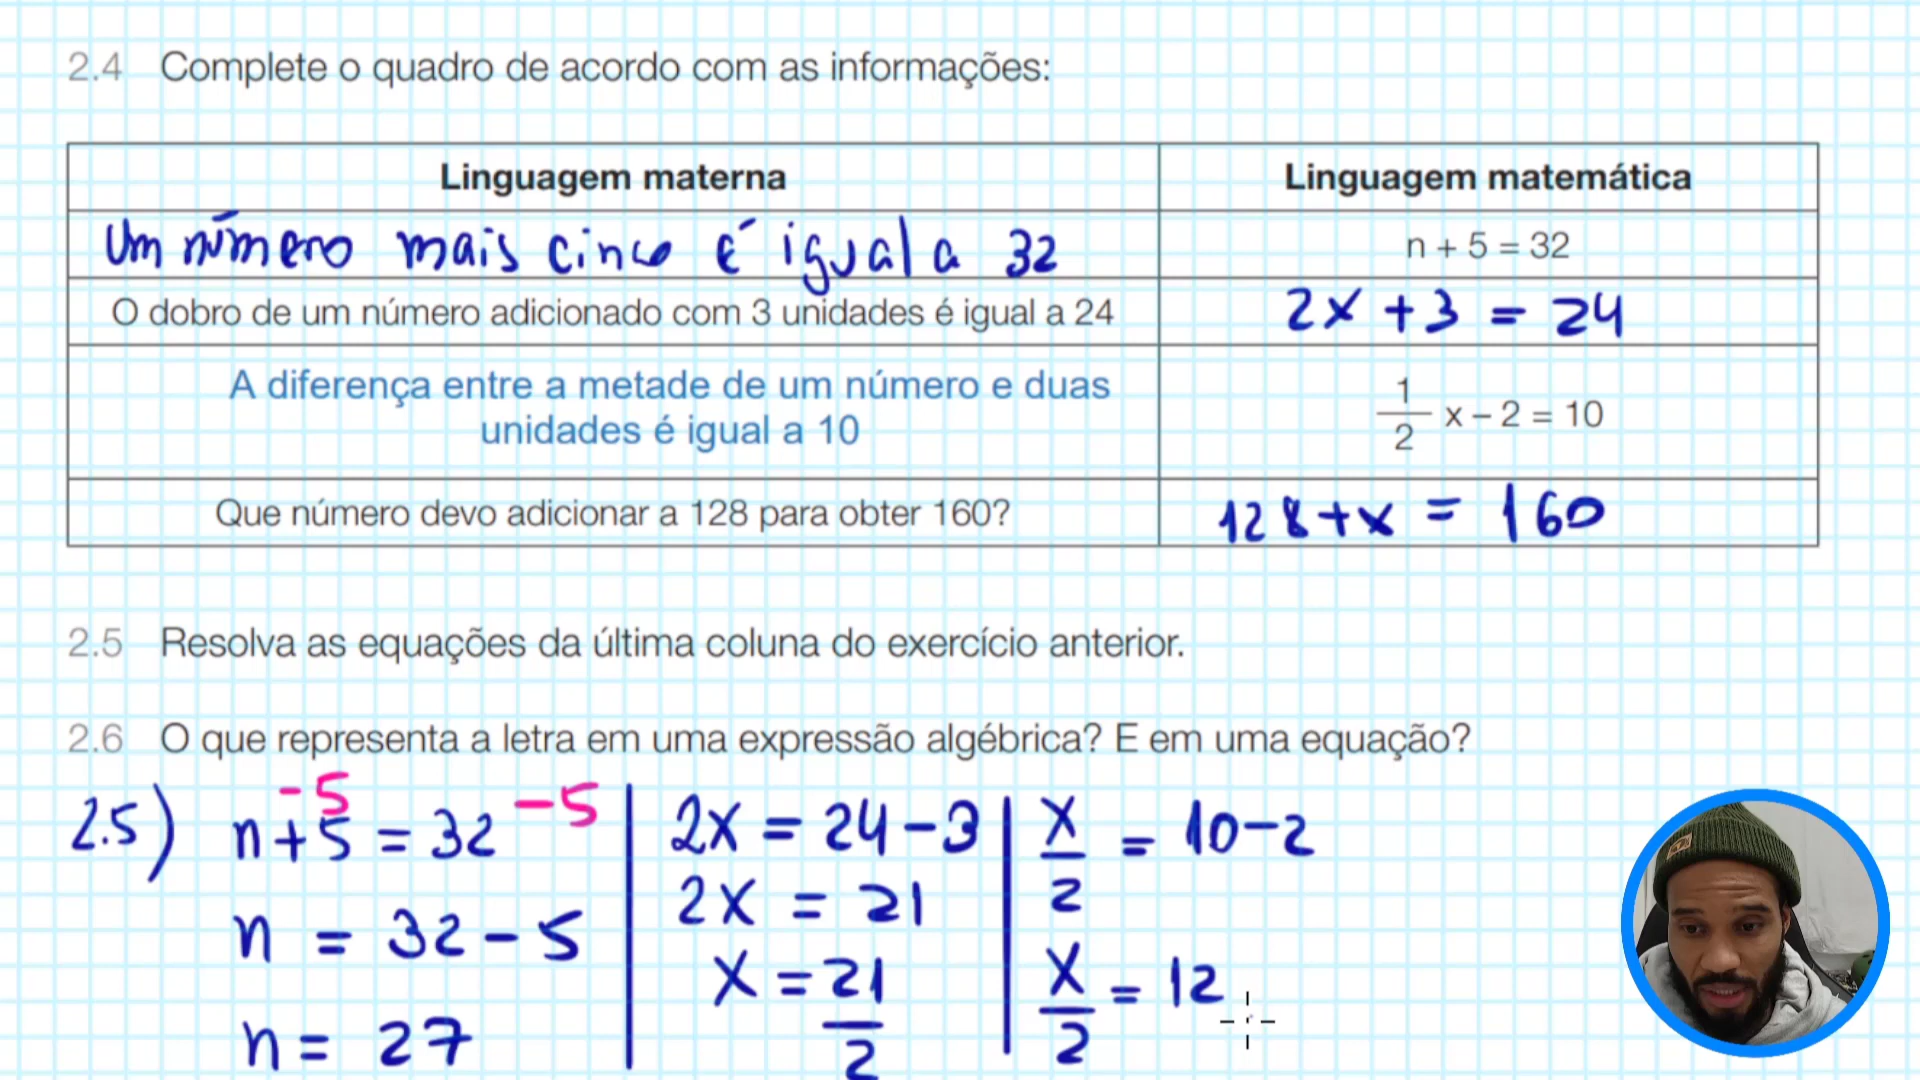 2.4 Complete o quadro de acordo com as informações:
Linguagem materna Linguagem matemática
Um número mais cinco é igual a 32 n + 5 = 32
O dobro de um número adicionado com 3 unidades é igual a 24 2x + 3 = 24
A diferença entre a metade de um número e duas
unidades é igual a 10 1/2 x – 2 = 10
Que número devo adicionar a 128 para obter 160? 128 + x = 160
2.5 Resolva as equações da última coluna do exercício anterior.
2.6 O que representa a letra em uma expressão algébrica? E em uma equação?
2.5)
-5 -5
n + 5 = 32
n = 32 - 5
n = 27
2x = 24 - 3
2x = 21
x = 21/2
x/2 = 10 - 2
x/2 = 12